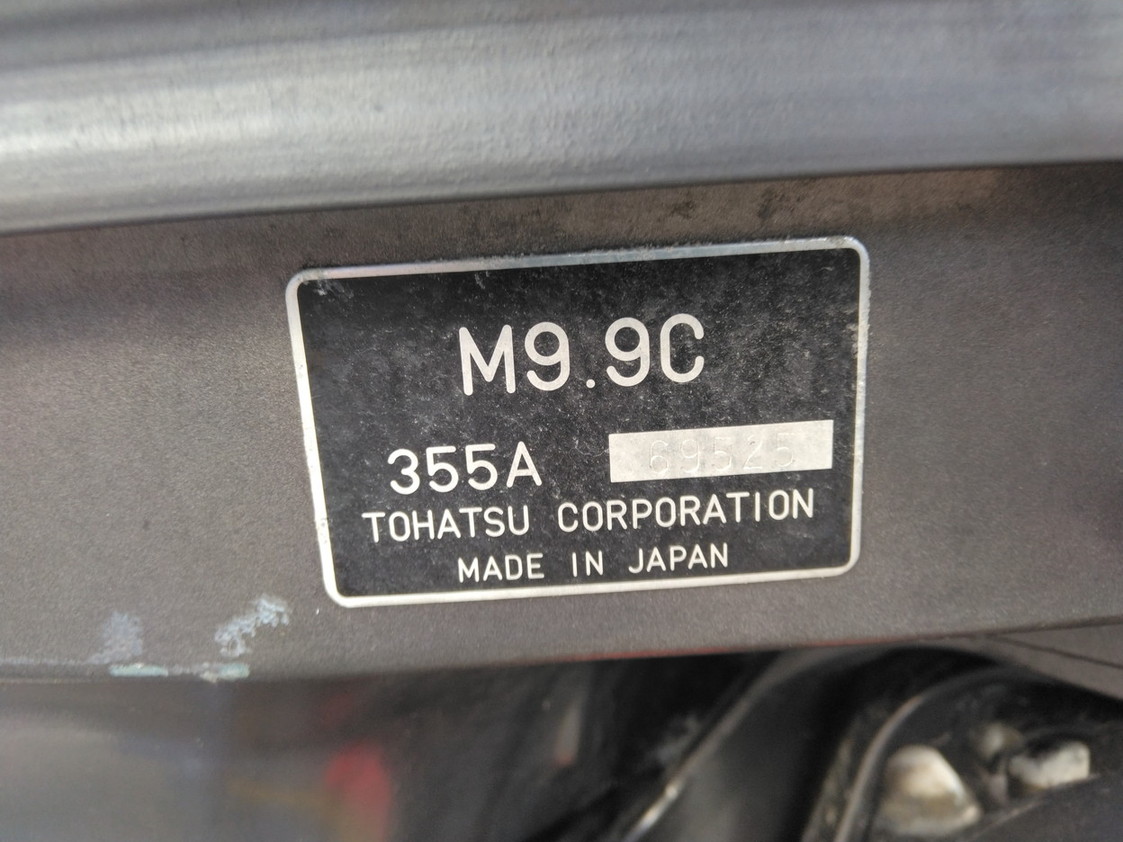 M9.9C
355A 69525
TOHATSU CORPORATION
MADE IN JAPAN